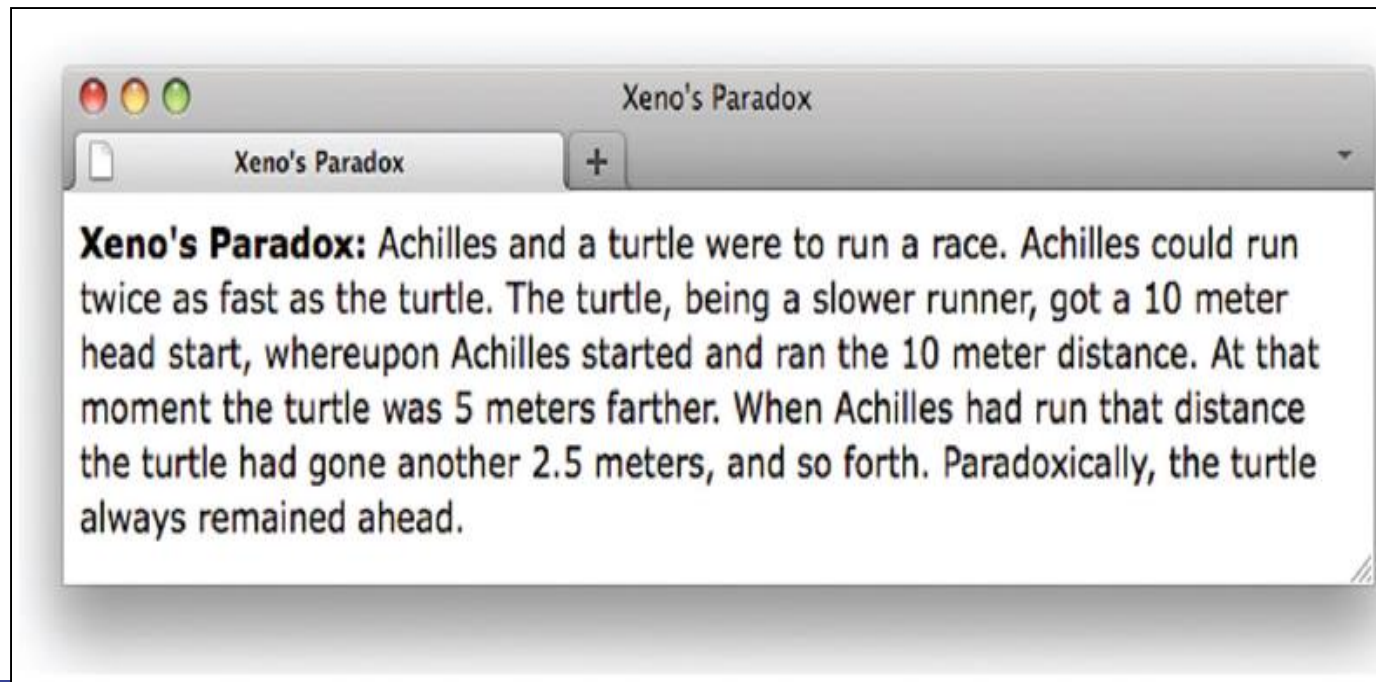 Xeno's Paradox
Xeno's Paradox
Xeno's Paradox: Achilles and a turtle were to run a race. Achilles could run
twice as fast as the turtle. The turtle, being a slower runner, got a 10 meter
head start, whereupon Achilles started and ran the 10 meter distance. At that
moment the turtle was 5 meters farther. When Achilles had run that distance
the turtle had gone another 2.5 meters, and so forth. Paradoxically, the turtle
always remained ahead.